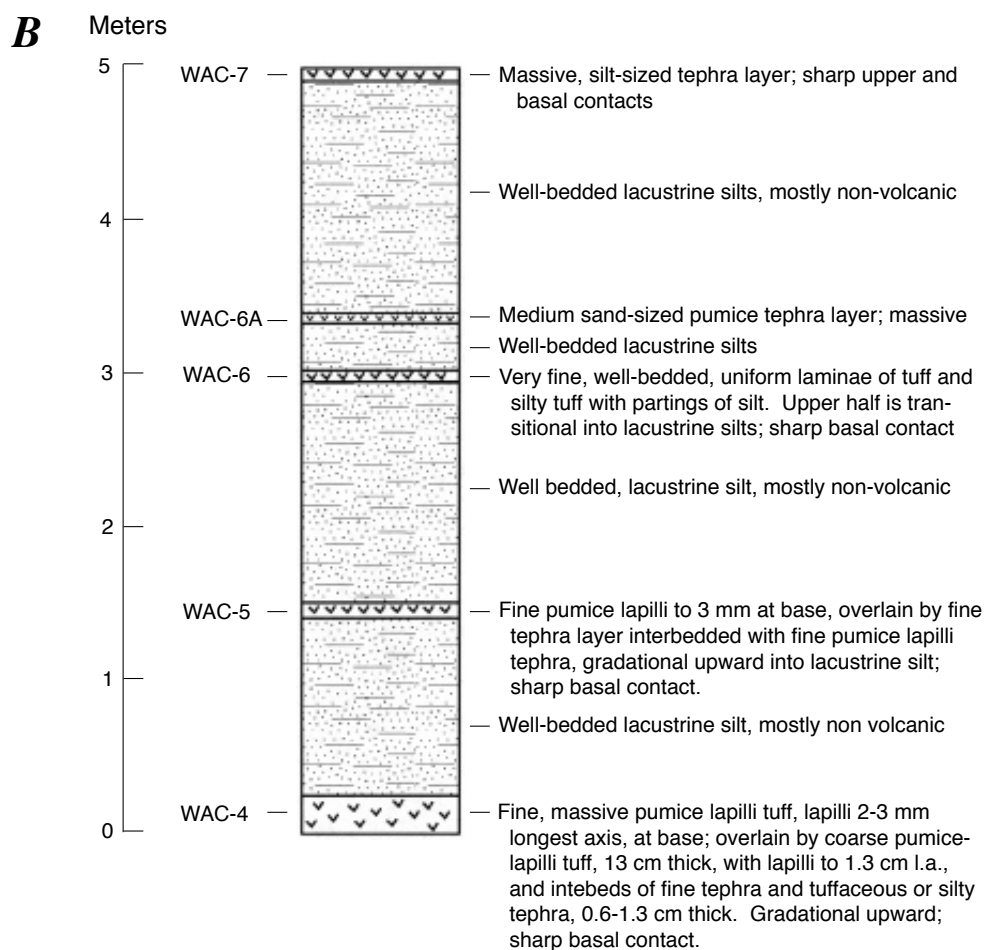 B
Meters
5
WAC-7
Massive, silt-sized tephra layer; sharp upper and
basal contacts
Well-bedded lacustrine silts, mostly non-volcanic
4
WAC-6A
Medium sand-sized pumice tephra layer; massive
Well-bedded lacustrine silts
3
WAC-6
Very fine, well-bedded, uniform laminae of tuff and
silty tuff with partings of silt. Upper half is tran-
sitional into lacustrine silts; sharp basal contact
Well bedded, lacustrine silt, mostly non-volcanic
2
WAC-5
Fine pumice lapilli to 3 mm at base, overlain by fine
tephra layer interbedded with fine pumice lapilli
tephra, gradational upward into lacustrine silt;
sharp basal contact.
1
Well-bedded lacustrine silt, mostly non volcanic
WAC-4
0
Fine, massive pumice lapilli tuff, lapilli 2-3 mm
longest axis, at base; overlain by coarse pumice-
lapilli tuff, 13 cm thick, with lapilli to 1.3 cm l.a.,
and intebeds of fine tephra and tuffaceous or silty
tephra, 0.6-1.3 cm thick. Gradational upward;
sharp basal contact.